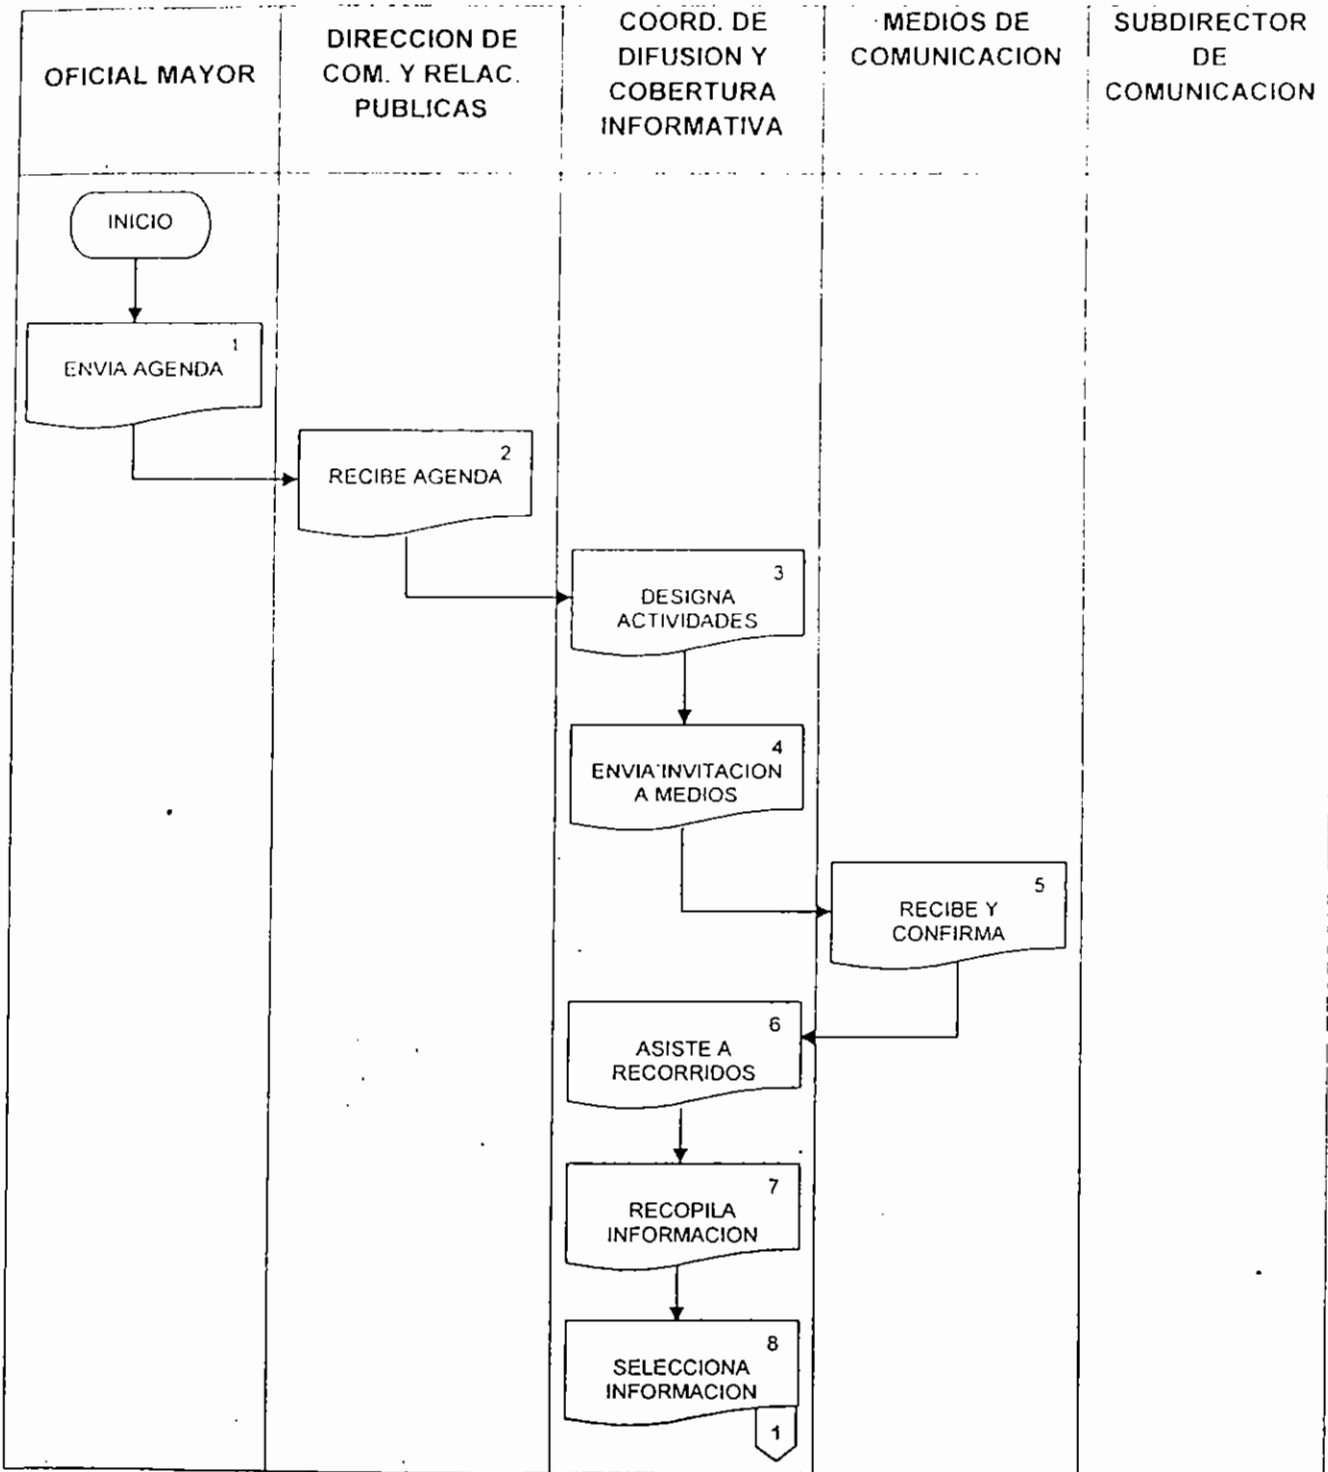 OFICIAL MAYOR
DIRECCION DE
COM. Y RELAC.
PUBLICAS
COORD. DE
DIFUSION Y
COBERTURA
INFORMATIVA
MEDIOS DE
COMUNICACION
SUBDIRECTOR
DE
COMUNICACION
INICIO
1
ENVIA AGENDA
2
RECIBE AGENDA
3
DESIGNA
ACTIVIDADES
4
ENVIA INVITACION
A MEDIOS
5
RECIBE Y
CONFIRMA
6
ASISTE A
RECORRIDOS
7
RECOPILA
INFORMACION
8
SELECCIONA
INFORMACION
1